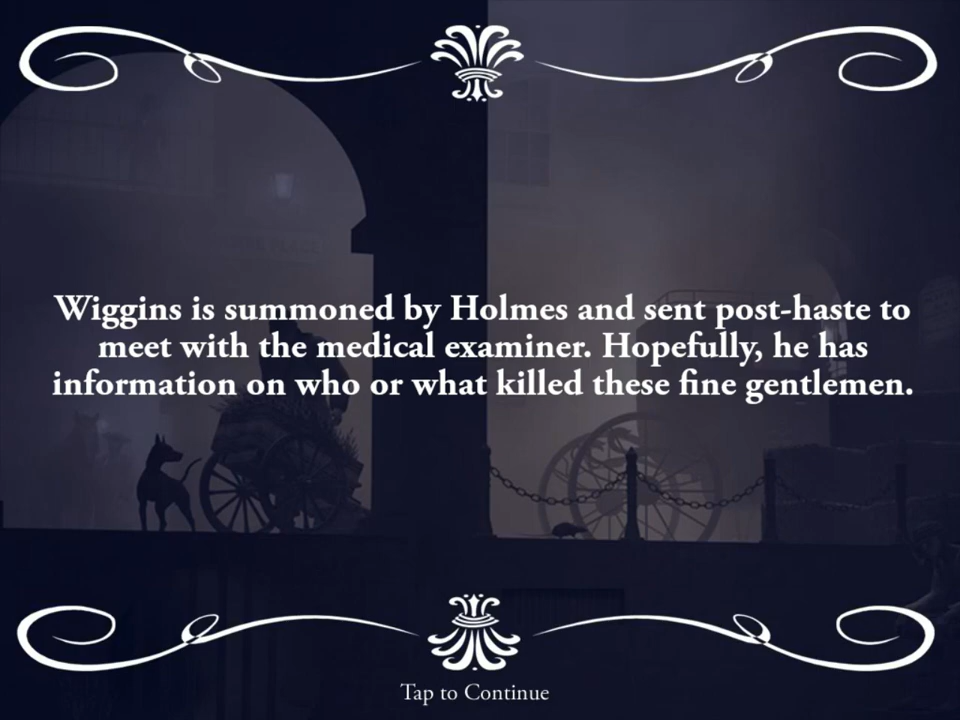 Wiggins is summoned by Holmes and sent post-haste to
meet with the medical examiner. Hopefully, he has
information on who or what killed these fine gentlemen.
Tap to Continue